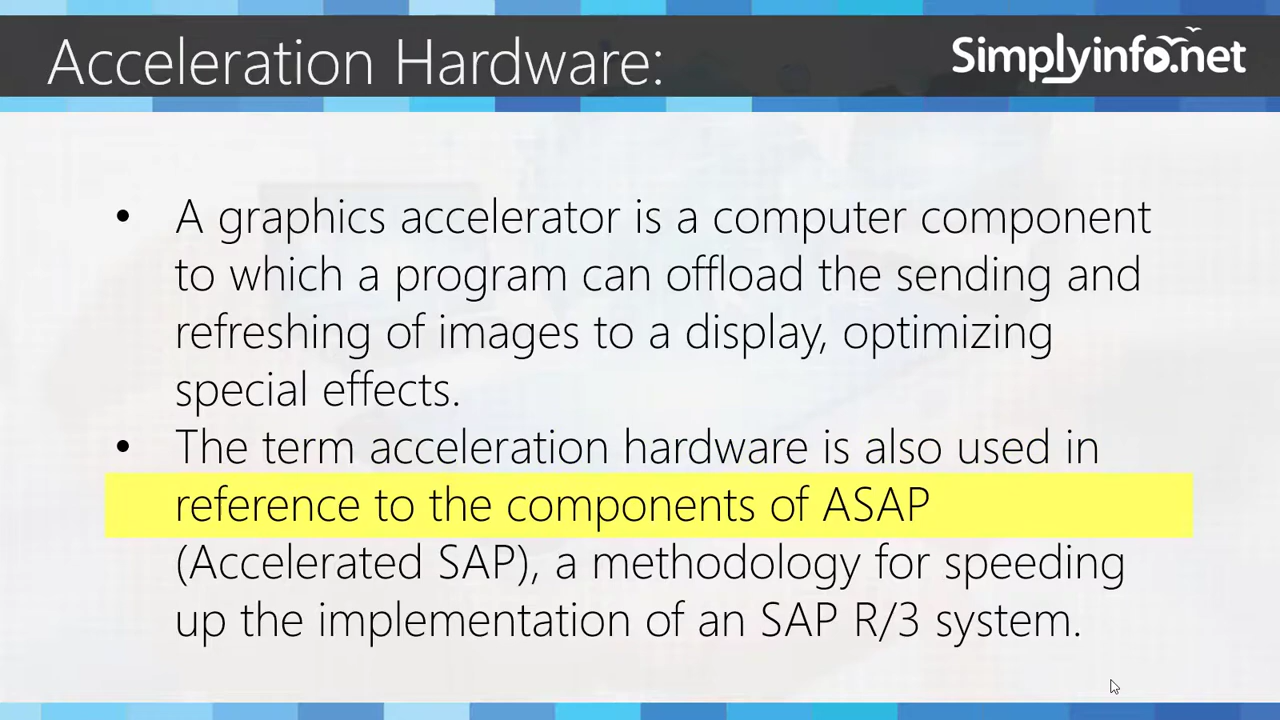 Acceleration Hardware:
Simplyinfo.net
• A graphics accelerator is a computer component
to which a program can offload the sending and
refreshing of images to a display, optimizing
special effects.
• The term acceleration hardware is also used in
reference to the components of ASAP
(Accelerated SAP), a methodology for speeding
up the implementation of an SAP R/3 system.